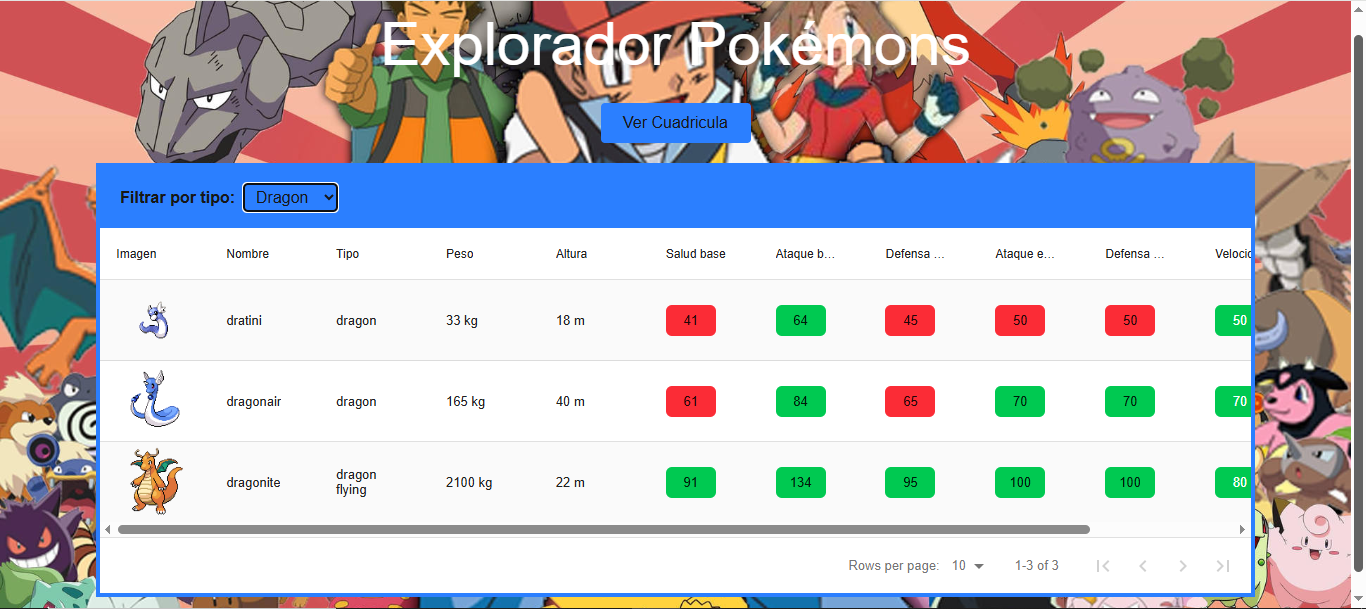 Explorador Pokémons
Ver Cuadricula
Filtrar por tipo: Dragon
Imagen Nombre Tipo Peso Altura Salud base Ataque b... Defensa ... Ataque e... Defensa ... Velocid
dratini dragon 33 kg 18 m 41 64 45 50 50 50
dragonair dragon 165 kg 40 m 61 84 65 70 70 70
dragonite dragon flying 2100 kg 22 m 91 134 95 100 100 80
Rows per page: 10 1-3 of 3